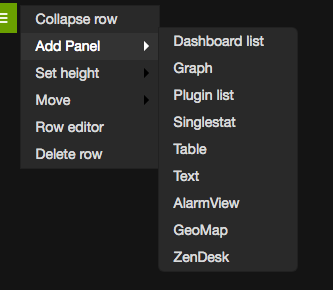 Collapse row
Add Panel
Set height
Move
Row editor
Delete row
Dashboard list
Graph
Plugin list
Singlestat
Table
Text
AlarmView
GeoMap
ZenDesk